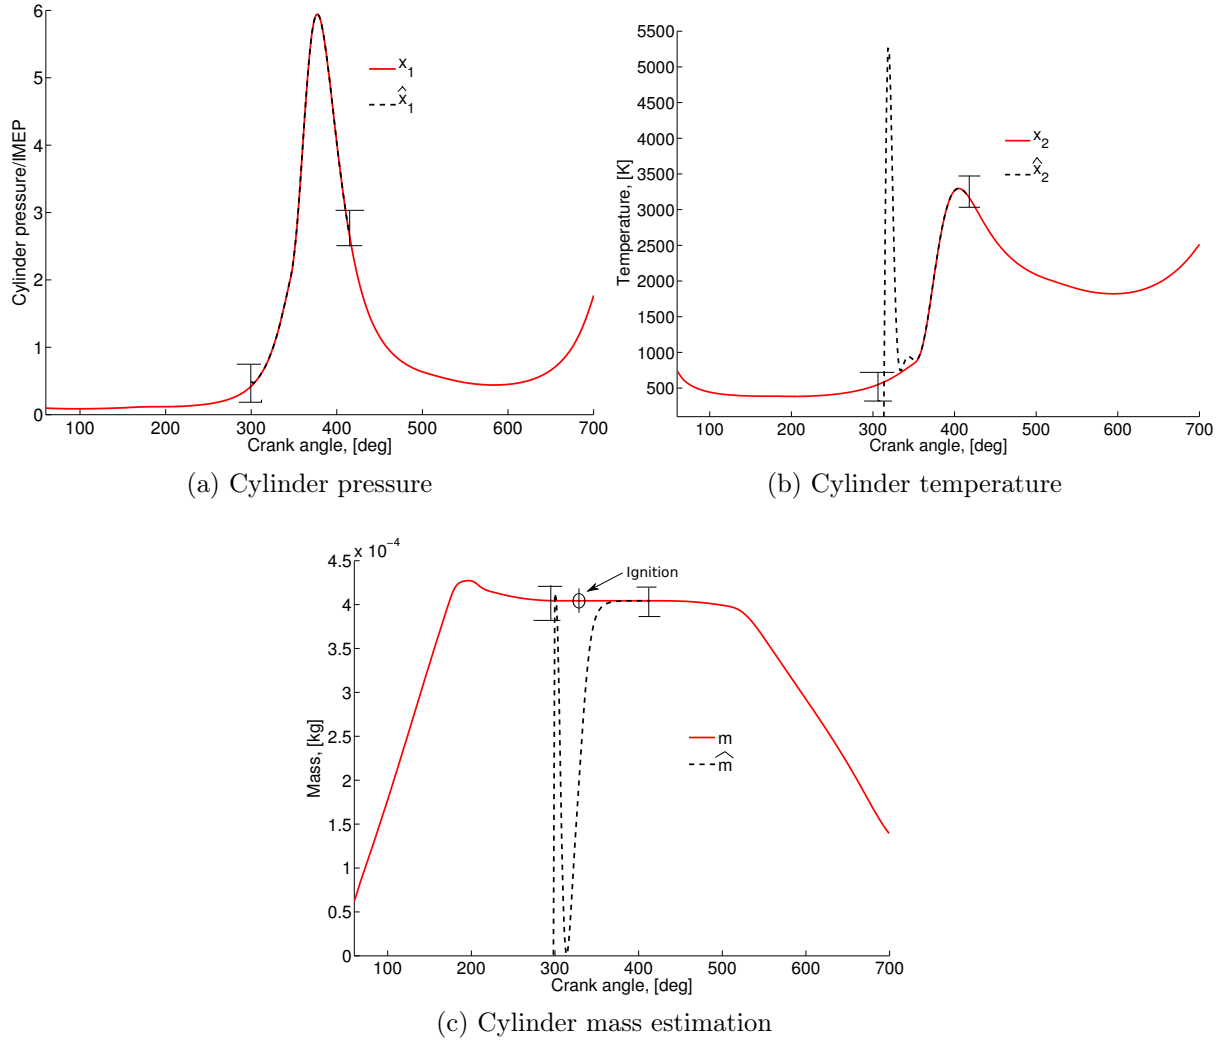 6
5
4
3
2
1
0
100 200 300 400 500 600 700
Cylinder pressure/IMEP
Crank angle, [deg]
x_1
x̂_1
(a) Cylinder pressure
5500
5000
4500
4000
3500
3000
2500
2000
1500
1000
500
100 200 300 400 500 600 700
Temperature, [K]
Crank angle, [deg]
x_2
x̂_2
(b) Cylinder temperature
x 10⁻⁴
4.5
4
3.5
3
2.5
2
1.5
1
0.5
0
100 200 300 400 500 600 700
Mass, [kg]
Crank angle, [deg]
Ignition
m
m̂
(c) Cylinder mass estimation